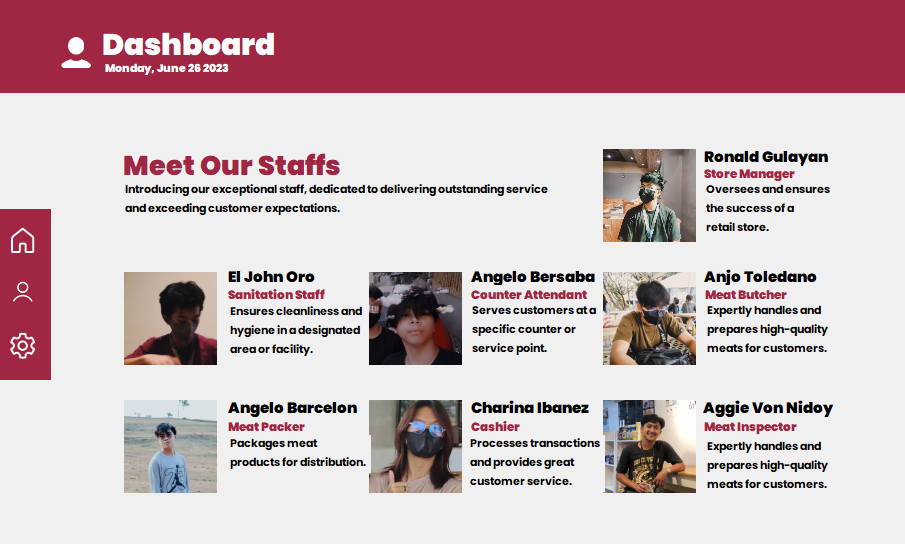 Dashboard
Monday, June 26 2023
Meet Our Staffs
Introducing our exceptional staff, dedicated to delivering outstanding service
and exceeding customer expectations.
Ronald Gulayan
Store Manager
Oversees and ensures
the success of a
retail store.
El John Oro
Sanitation Staff
Ensures cleanliness and
hygiene in a designated
area or facility.
Angelo Bersaba
Counter Attendant
Serves customers at a
specific counter or
service point.
Anjo Toledano
Meat Butcher
Expertly handles and
prepares high-quality
meats for customers.
Angelo Barcelon
Meat Packer
Packages meat
products for distribution.
Charina Ibanez
Cashier
Processes transactions
and provides great
customer service.
Aggie Von Nidoy
Meat Inspector
Expertly handles and
prepares high-quality
meats for customers.